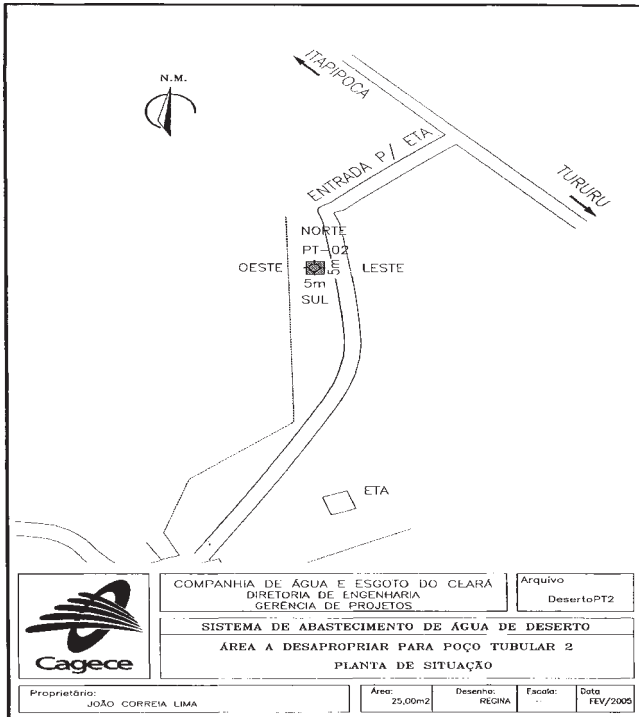 N.M.
ITAPIPOCA
ENTRADA P/ ETA
TURURU
NORTE
PT-02
OESTE
5m
LESTE
5m
SUL
ETA
Cagece
COMPANHIA DE ÁGUA E ESGOTO DO CEARÁ
DIRETORIA DE ENGENHARIA
GERÊNCIA DE PROJETOS
Arquivo
DesertoPT2
SISTEMA DE ABASTECIMENTO DE ÁGUA DE DESERTO
ÁREA A DESAPROPRIAR PARA POÇO TUBULAR 2
PLANTA DE SITUAÇÃO
Proprietário:
JOÃO CORREIA LIMA
Área:
25,00m2
Desenho:
REGINA
Escala:
--
Data
FEV/2005